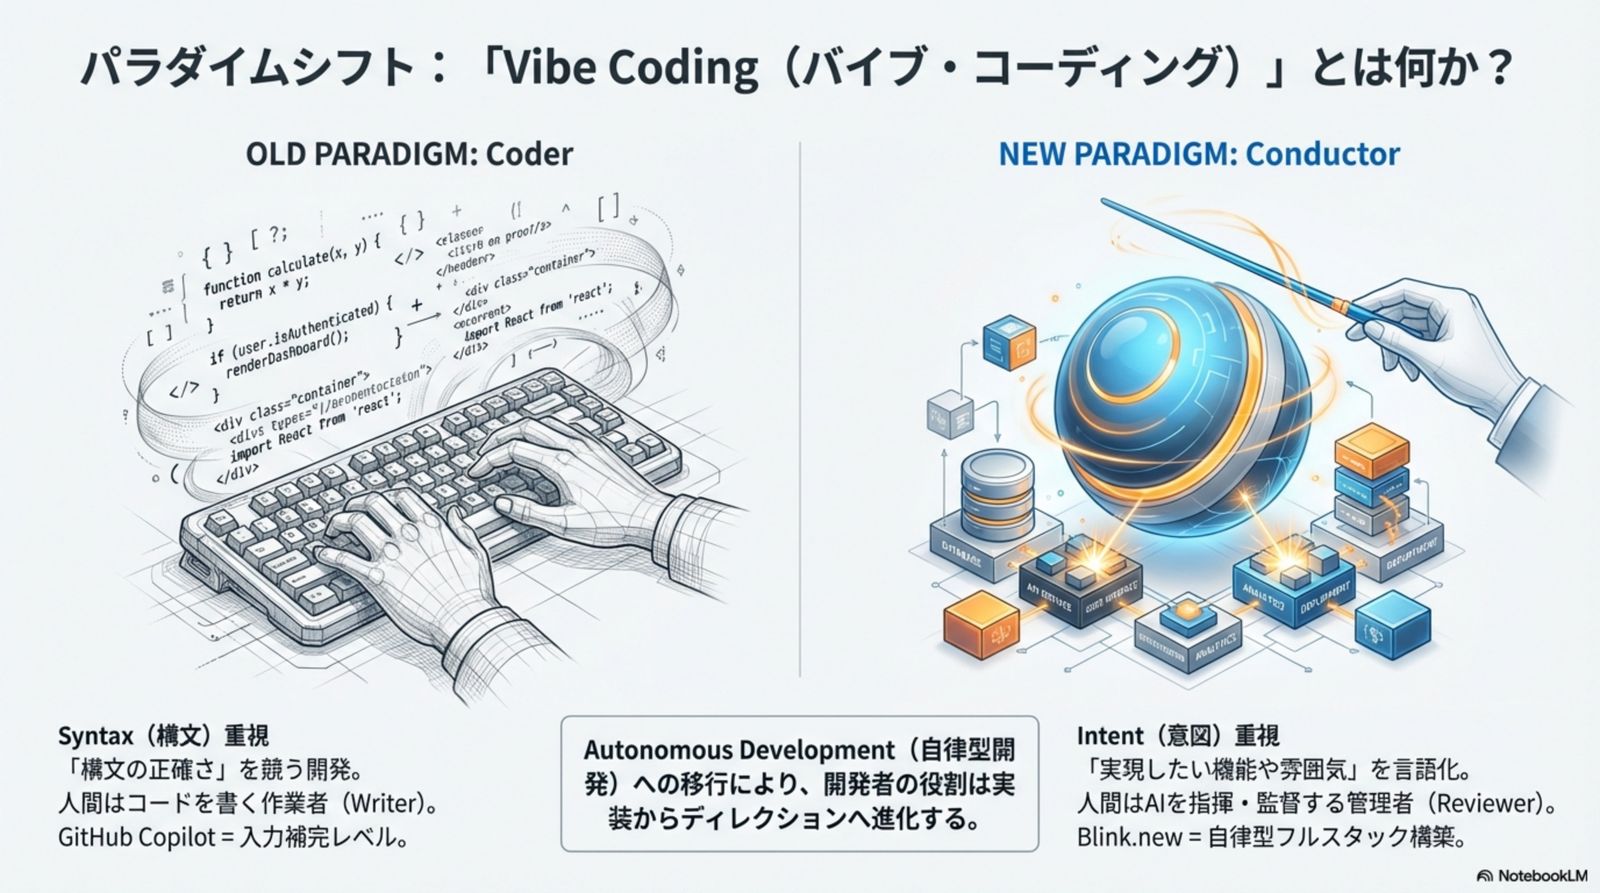 パラダイムシフト：「Vibe Coding（バイブ・コーディング）」とは何か？
OLD PARADIGM: Coder
{ } [ ?;
{ }
[ ]
function calculate(x, y) {
return x * y;
}
</>
</header>
[ ]
if (user.isAuthenticated) {
}
<div class="container">
import React from 'react';
</>
}
<div class="container">
import React from 'react';
</div>
NEW PARADIGM: Conductor
Syntax（構文）重視
「構文の正確さ」を競う開発。
人間はコードを書く作業者（Writer）。
GitHub Copilot = 入力補完レベル。
Autonomous Development（自律型開
発）への移行により、開発者の役割は実
装からディレクションへ進化する。
Intent（意図）重視
「実現したい機能や雰囲気」を言語化。
人間はAIを指揮・監督する管理者（Reviewer）。
Blink.new = 自律型フルスタック構築。
NotebookLM